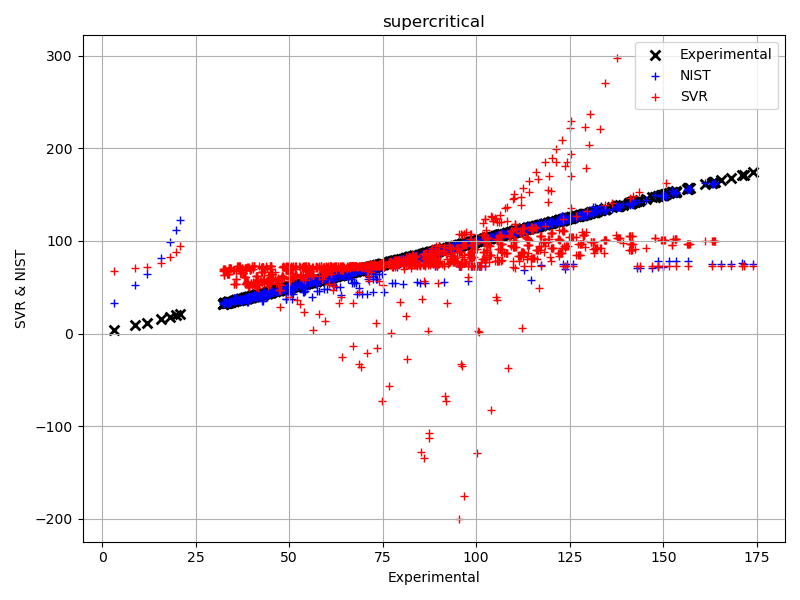 supercritical
Experimental
NIST
SVR
SVR & NIST
300
200
100
0
−100
−200
0 25 50 75 100 125 150 175
Experimental